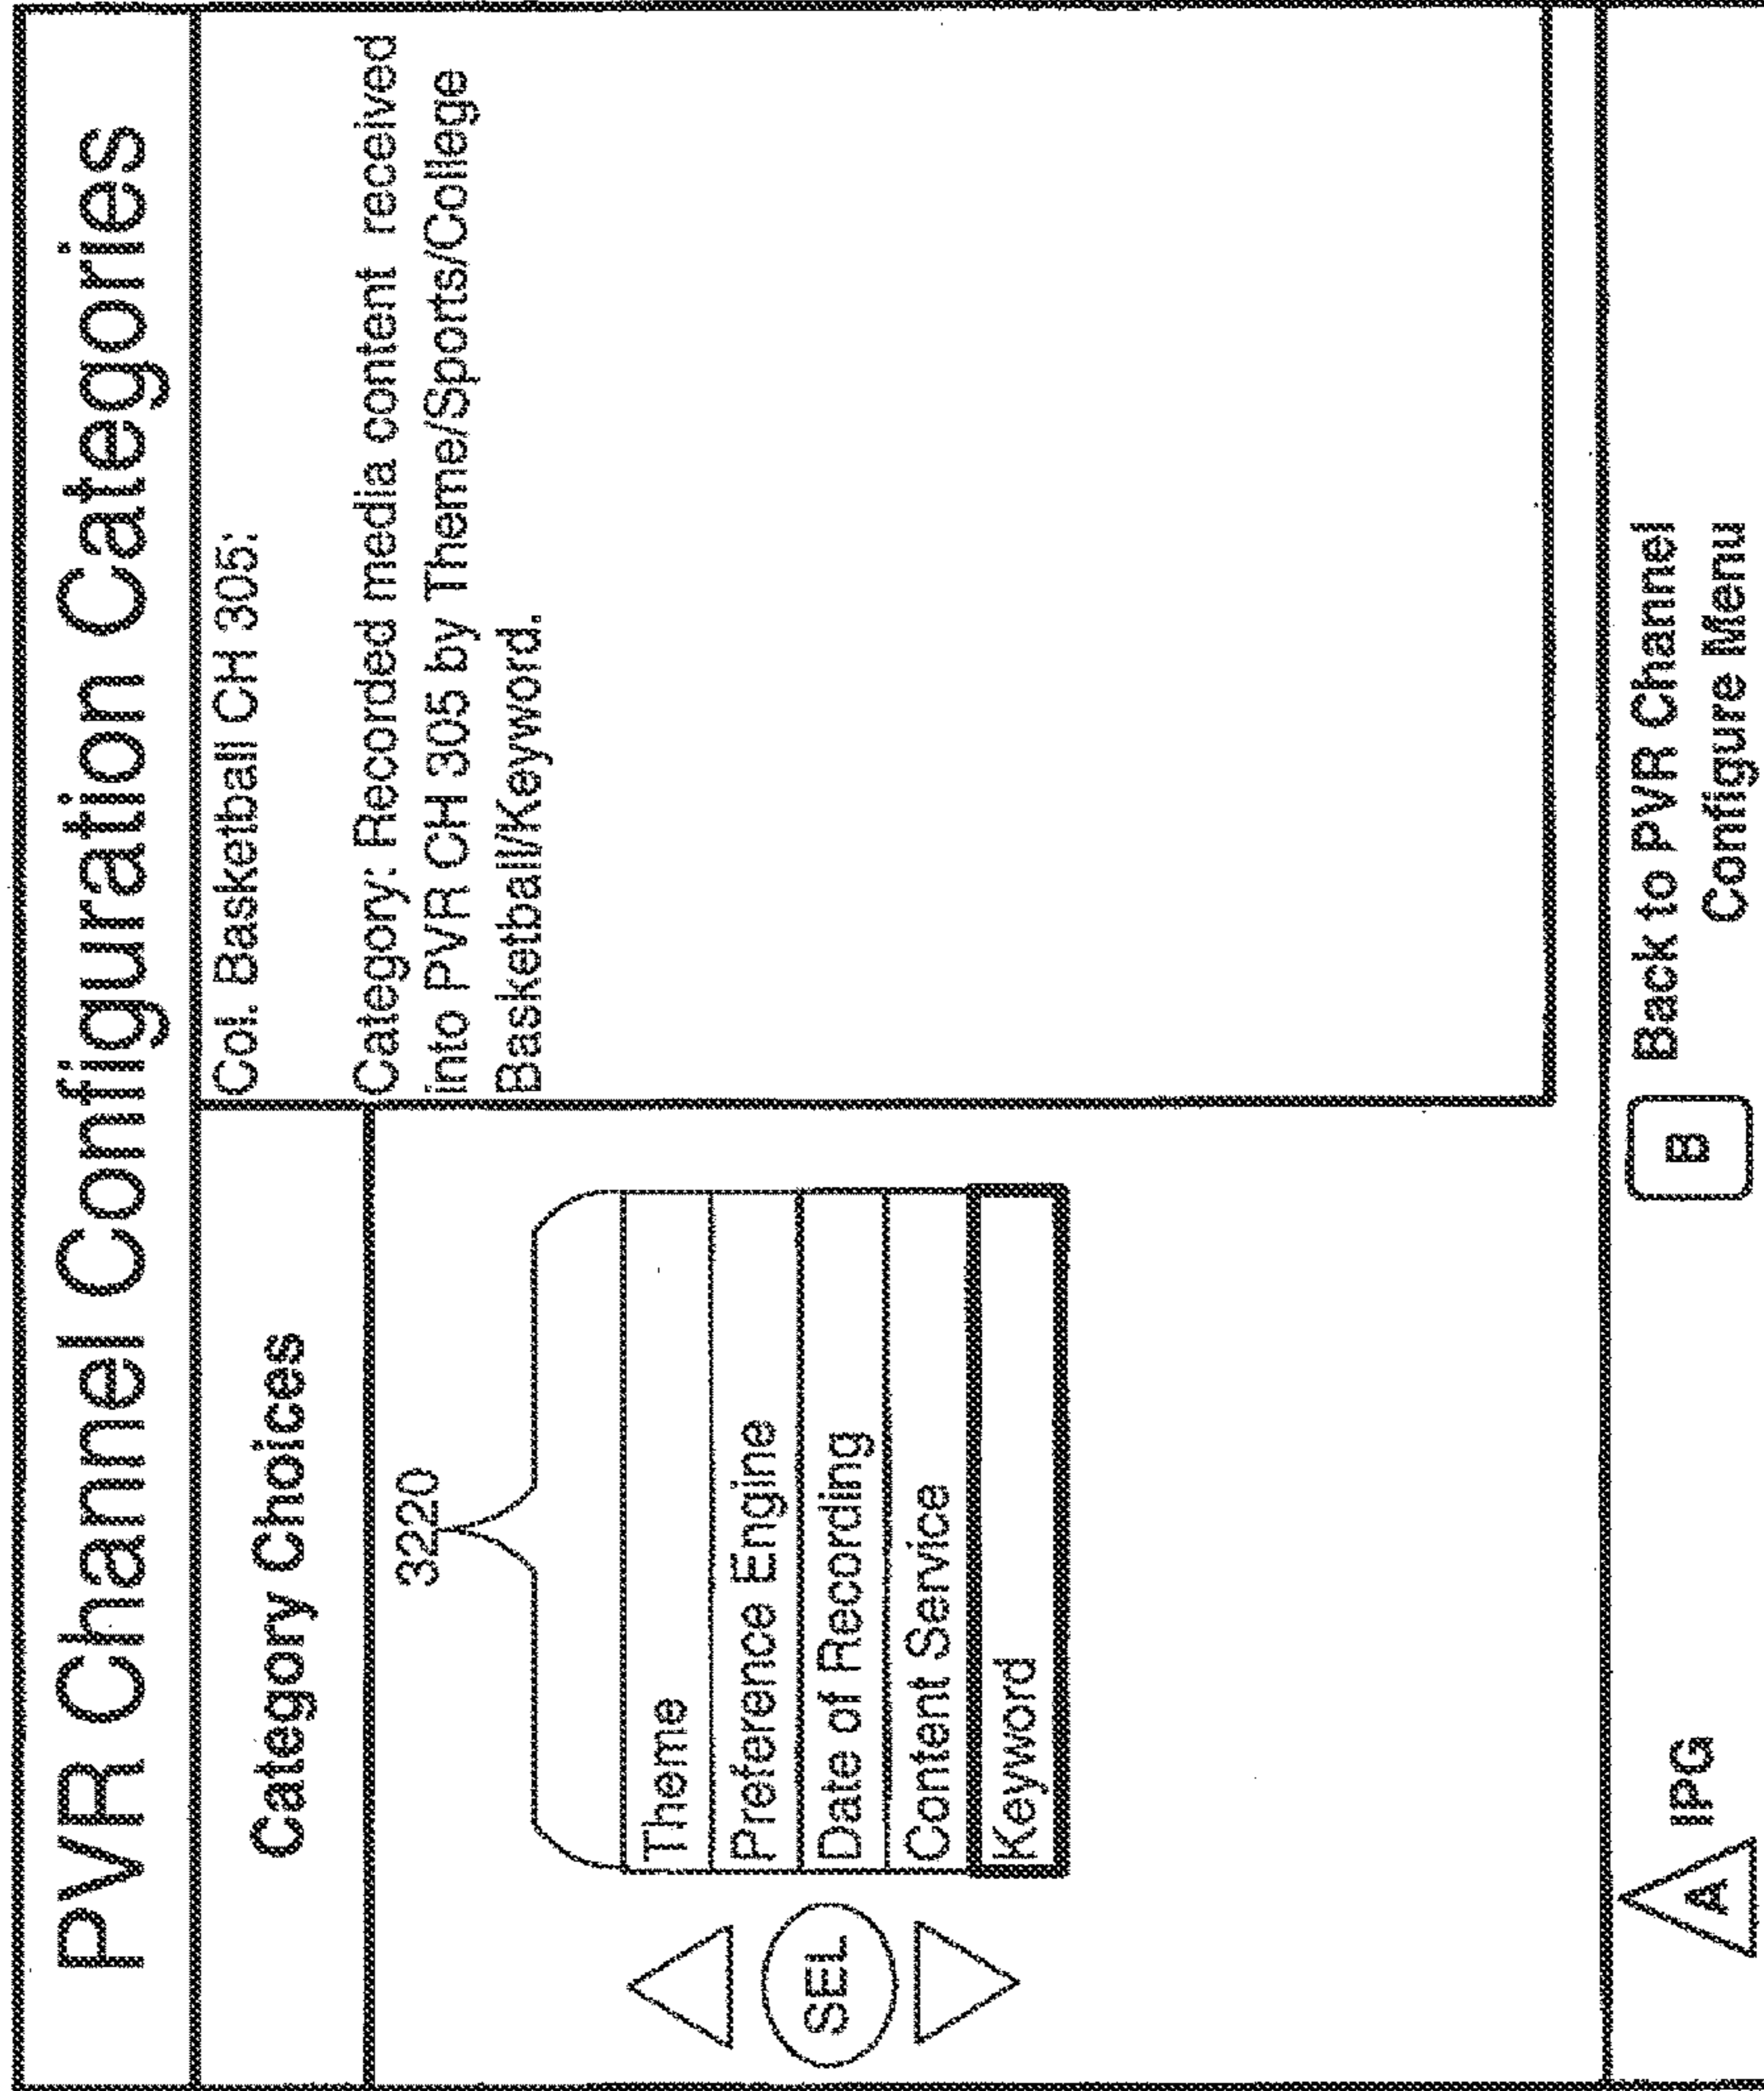 PVR Channel Configuration Categories
Category Choices
Col. Basketball CH 305:
Category: Recorded media content received
into PVR CH 305 by Theme/Sports/College
Basketball/Keyword.
3220
Theme
Preference Engine
Date of Recording
Content Service
Keyword
SEL
A IPG
B Back to PVR Channel
Configure Menu